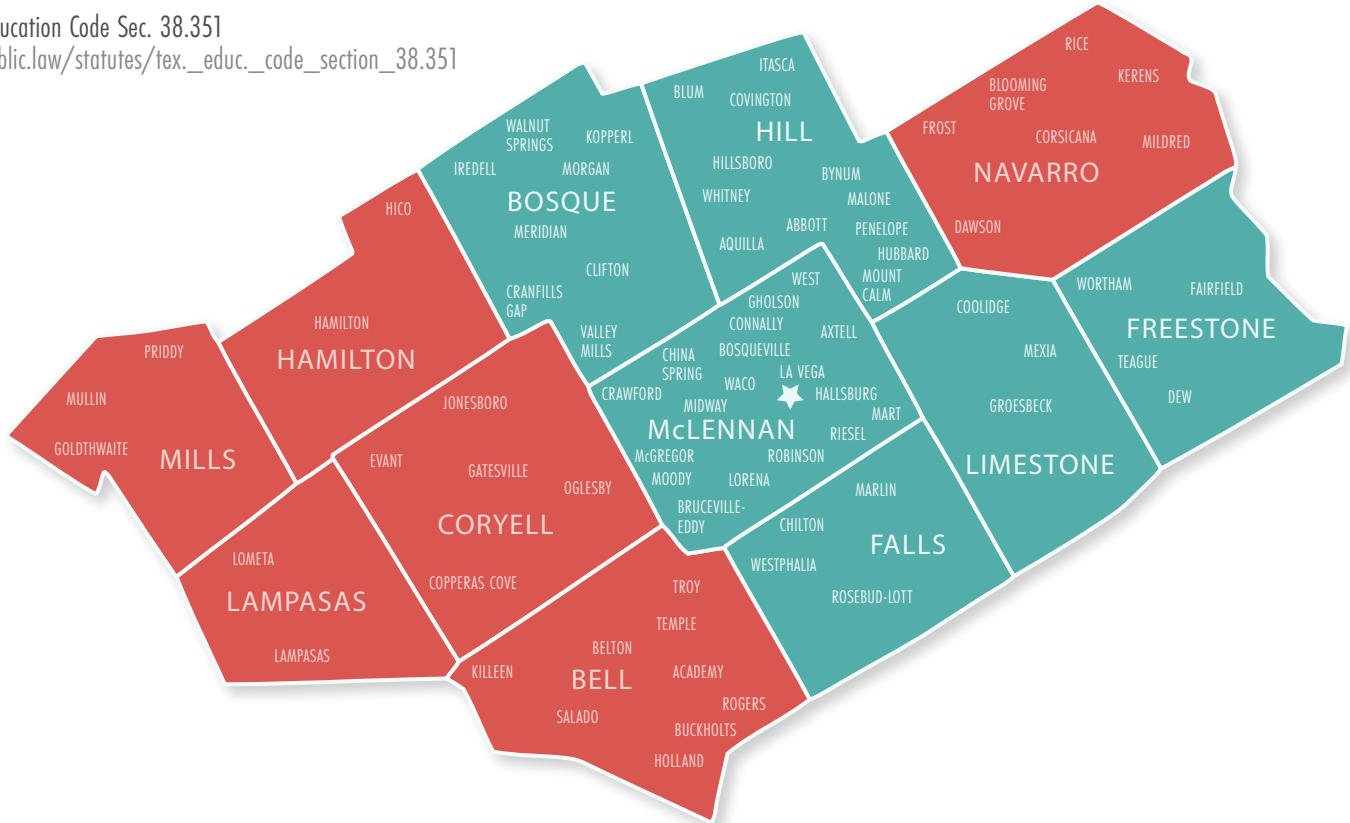 ucation Code Sec. 38.351
blic.law/statutes/tex._educ._code_section_38.351
RICE
KERENS
BLOOMING
GROVE
FROST
CORSICANA
MILDRED
NAVARRO
DAWSON
ITASCA
BLUM
COVINGTON
HILL
HILLSBORO
BYNUM
WHITNEY
MALONE
ABBOTT
PENELOPE
AQUILLA
HUBBARD
MOUNT
CALM
WALNUT
SPRINGS
KOPPERL
IREDELL
MORGAN
BOSQUE
MERIDIAN
CLIFTON
CRANFILLS
GAP
VALLEY
MILLS
HICO
HAMILTON
HAMILTON
PRIDDY
MULLIN
GOLDTHWAITE
MILLS
WEST
GHOLSON
CONNALLY
AXTELL
BOSQUEVILLE
CHINA
SPRING
LA VEGA
WACO
CRAWFORD
HALLSBURG
MIDWAY
MART
McLENNAN
RIESEL
McGREGOR
ROBINSON
MOODY
LORENA
BRUCEVILLE-
EDDY
WORTHAM
FAIRFIELD
FREESTONE
TEAGUE
DEW
COOLIDGE
MEXIA
GROESBECK
LIMESTONE
JONESBORO
EVANT
GATESVILLE
OGLESBY
CORYELL
COPPERAS COVE
MARLIN
CHILTON
FALLS
WESTPHALIA
ROSEBUD-LOTT
LOMETA
LAMPASAS
LAMPASAS
TROY
TEMPLE
BELTON
KILLEEN
ACADEMY
BELL
ROGERS
SALADO
BUCKHOLTS
HOLLAND